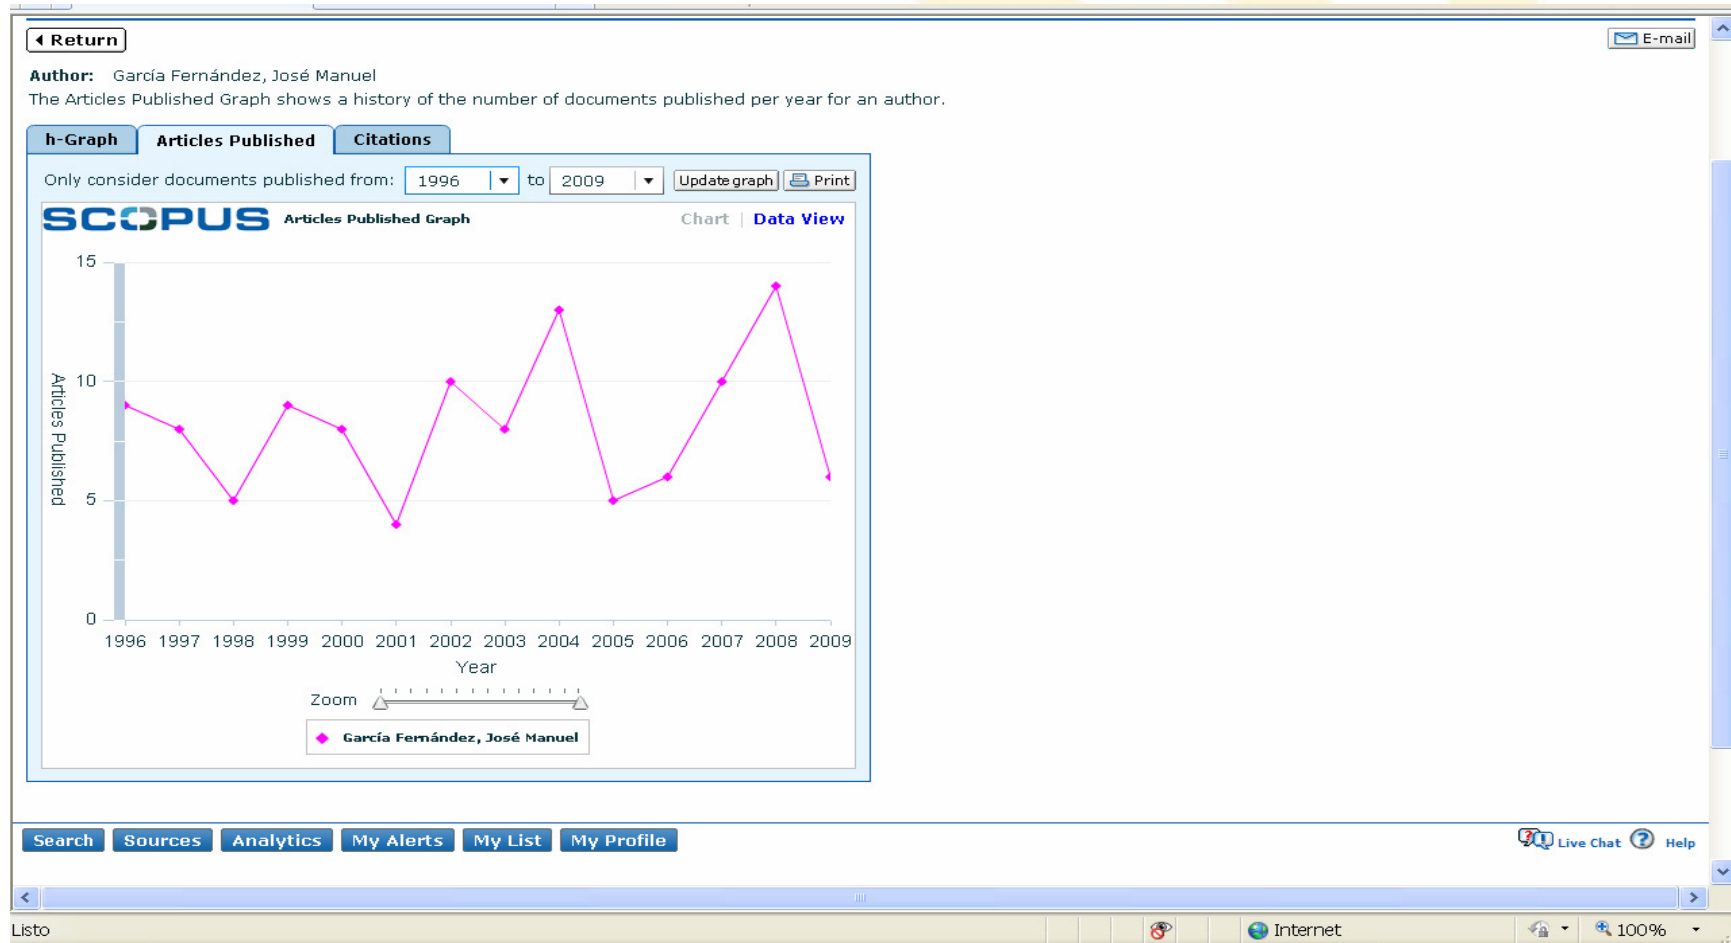 Return
E-mail
Author: García Fernández, José Manuel
The Articles Published Graph shows a history of the number of documents published per year for an author.
h-Graph Articles Published Citations
Only consider documents published from: 1996 to 2009 Update graph Print
SCOPUS Articles Published Graph Chart | Data View
15
10
5
0
Articles Published
1996 1997 1998 1999 2000 2001 2002 2003 2004 2005 2006 2007 2008 2009
Year
Zoom
García Fernández, José Manuel
Search Sources Analytics My Alerts My List My Profile
Live Chat Help
Listo Internet 100%